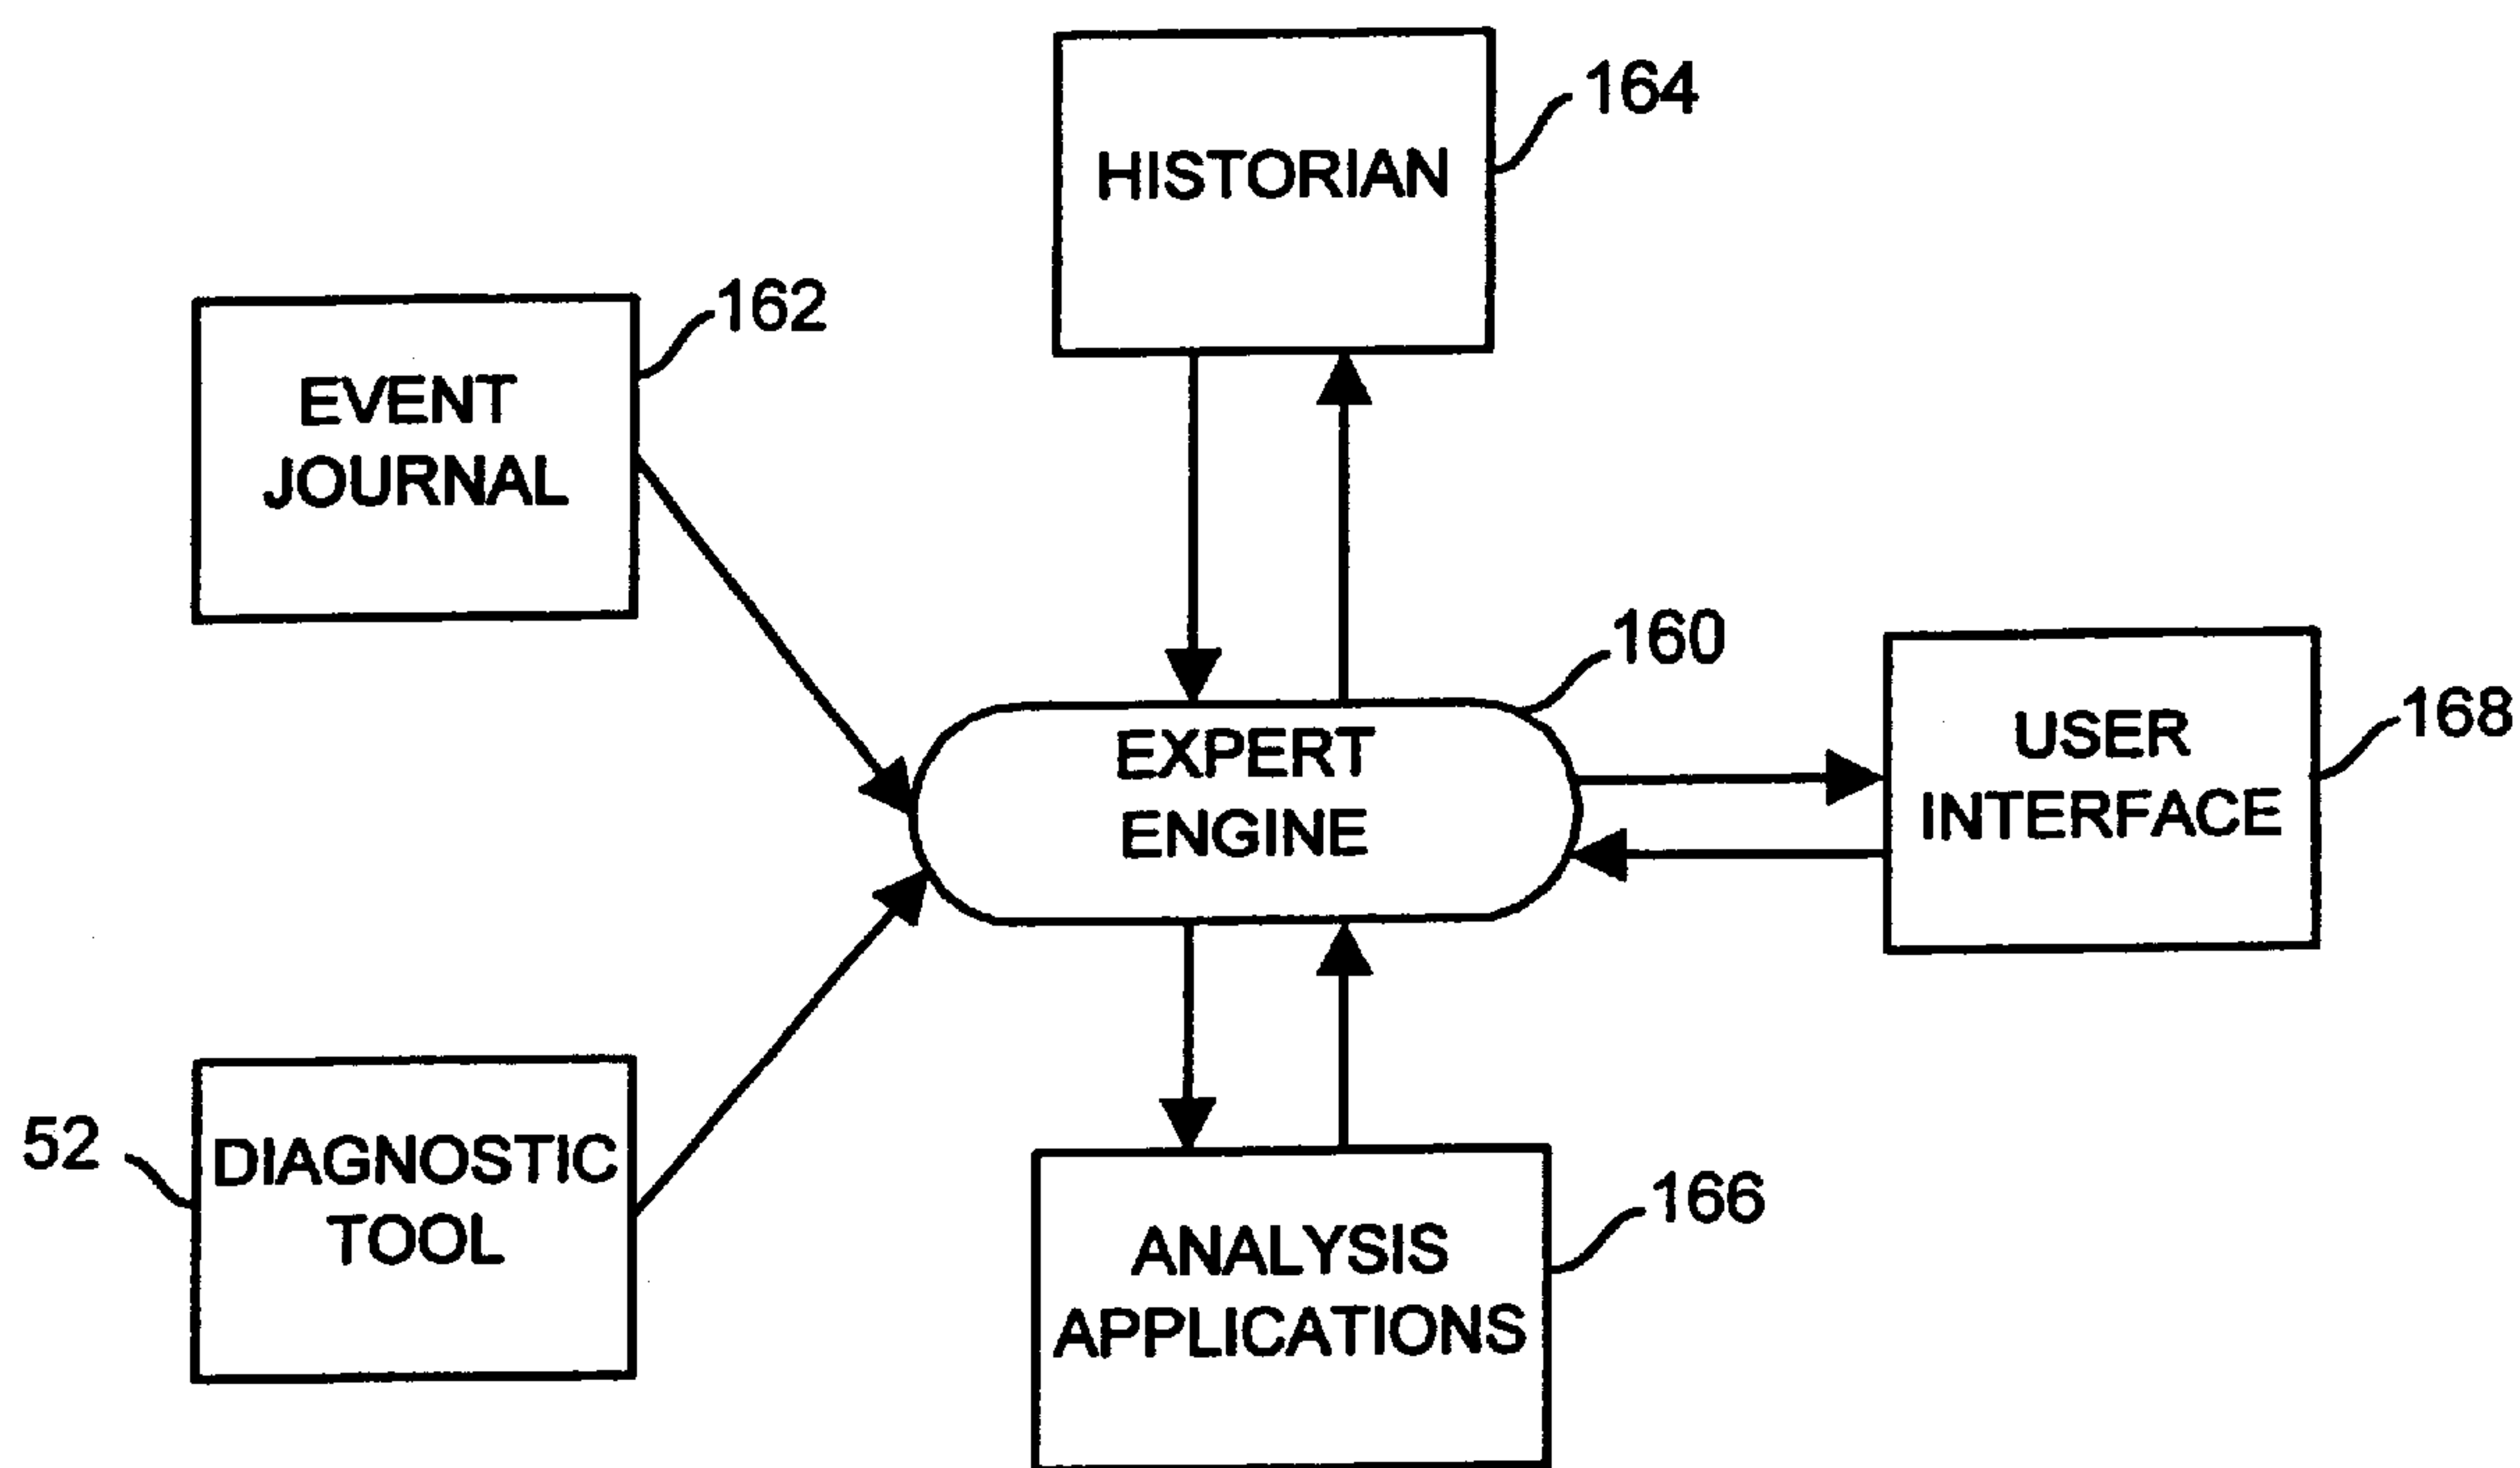 HISTORIAN
164
EVENT
JOURNAL
162
EXPERT
ENGINE
160
USER
INTERFACE
168
DIAGNOSTIC
TOOL
52
ANALYSIS
APPLICATIONS
166